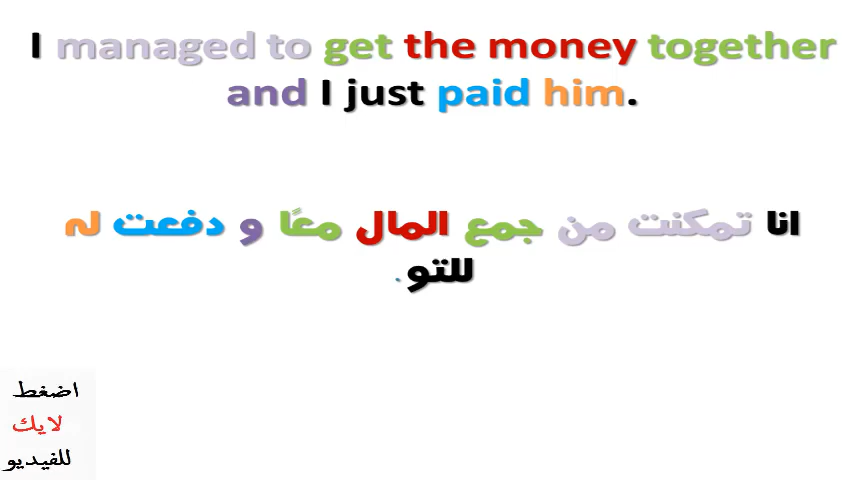 I managed to get the money together
and I just paid him.
انا تمكنت من جمع المال معًا و دفعت له
للتو.
اضغط
لايك
للفيديو